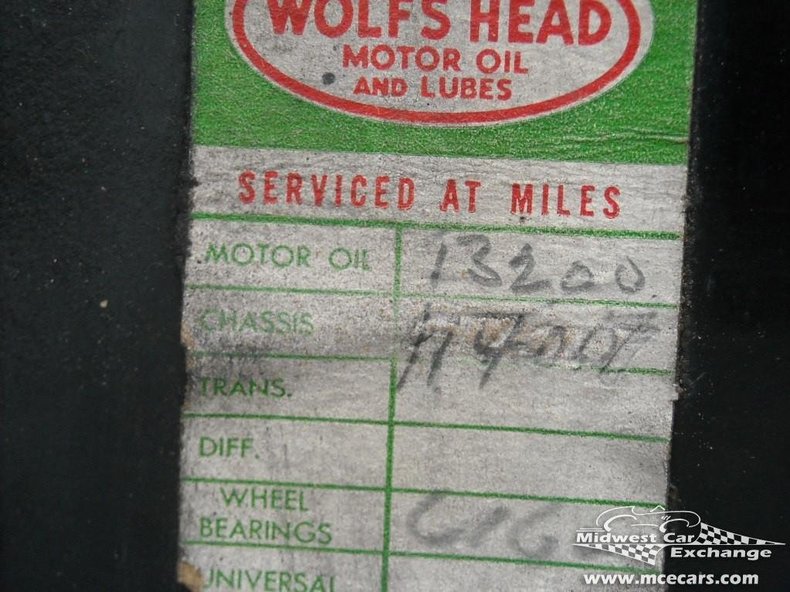 WOLF'S HEAD
MOTOR OIL
AND LUBES
SERVICED AT MILES
MOTOR OIL 13200
CHASSIS
TRANS.
DIFF.
WHEEL
BEARINGS
UNIVERSAL
Midwest Car
Exchange
www.mcecars.com